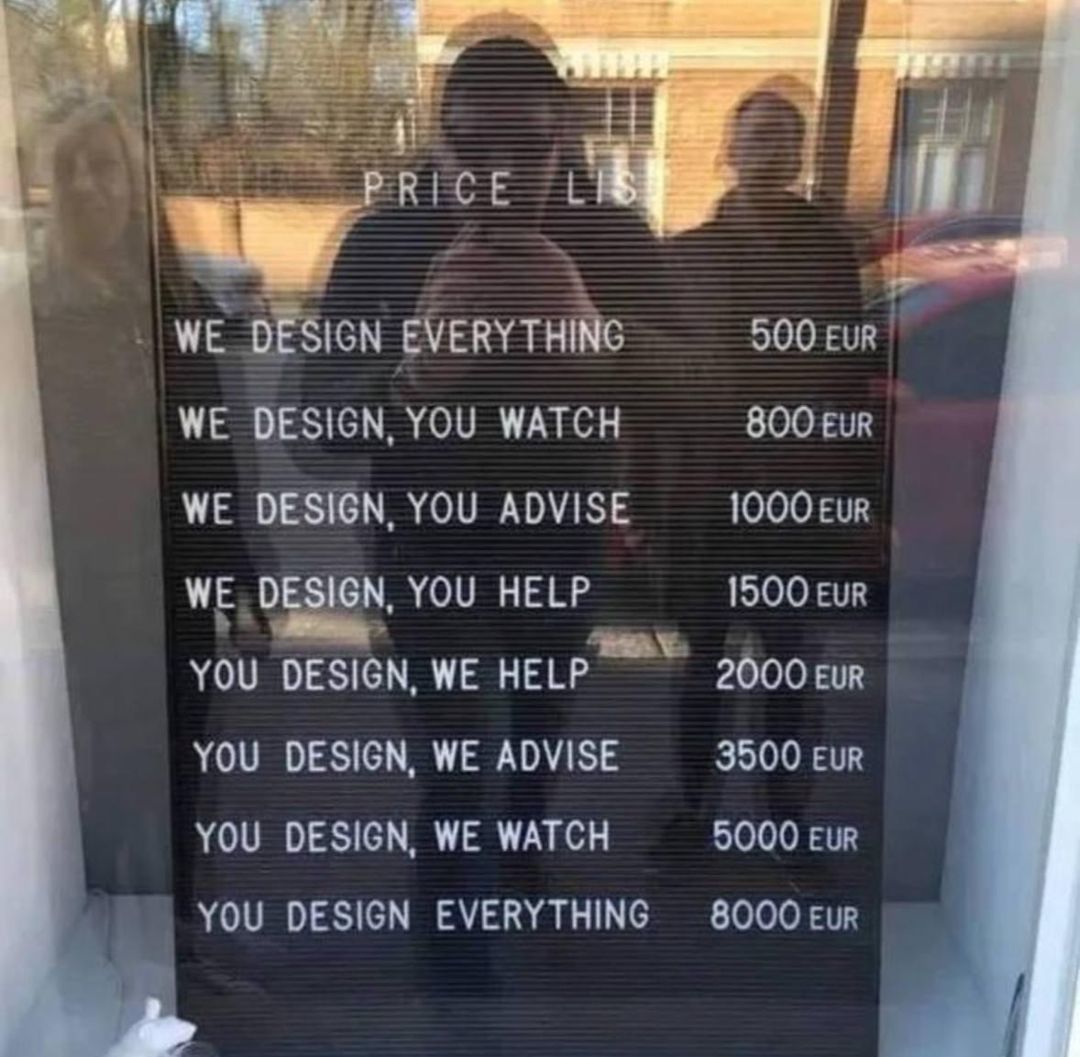 PRICE LIS
WE DESIGN EVERYTHING 500 EUR
WE DESIGN, YOU WATCH 800 EUR
WE DESIGN, YOU ADVISE 1000 EUR
WE DESIGN, YOU HELP 1500 EUR
YOU DESIGN, WE HELP 2000 EUR
YOU DESIGN, WE ADVISE 3500 EUR
YOU DESIGN, WE WATCH 5000 EUR
YOU DESIGN EVERYTHING 8000 EUR